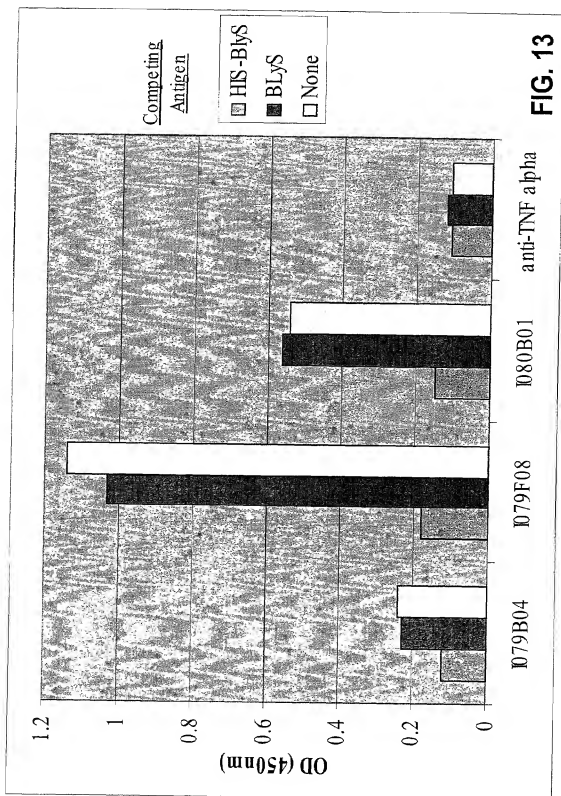 Competing
Antigen
HIS-BlyS
BLyS
None
OD (450nm)
1.2
1
0.8
0.6
0.4
0.2
0
I079B04
I079F08
I080B01
anti-TNF alpha
FIG. 13